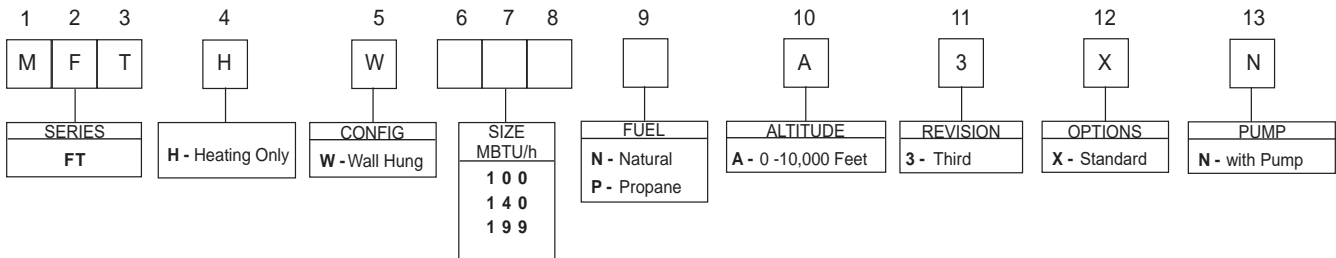 1 2 3 4 5 6 7 8 9 10 11 12 13
M F T H W A 3 X N
SERIES
FT
H - Heating Only
CONFIG
W - Wall Hung
SIZE
MBTU/h
1 0 0
1 4 0
1 9 9
FUEL
N - Natural
P - Propane
ALTITUDE
A - 0 -10,000 Feet
REVISION
3 - Third
OPTIONS
X - Standard
PUMP
N - with Pump